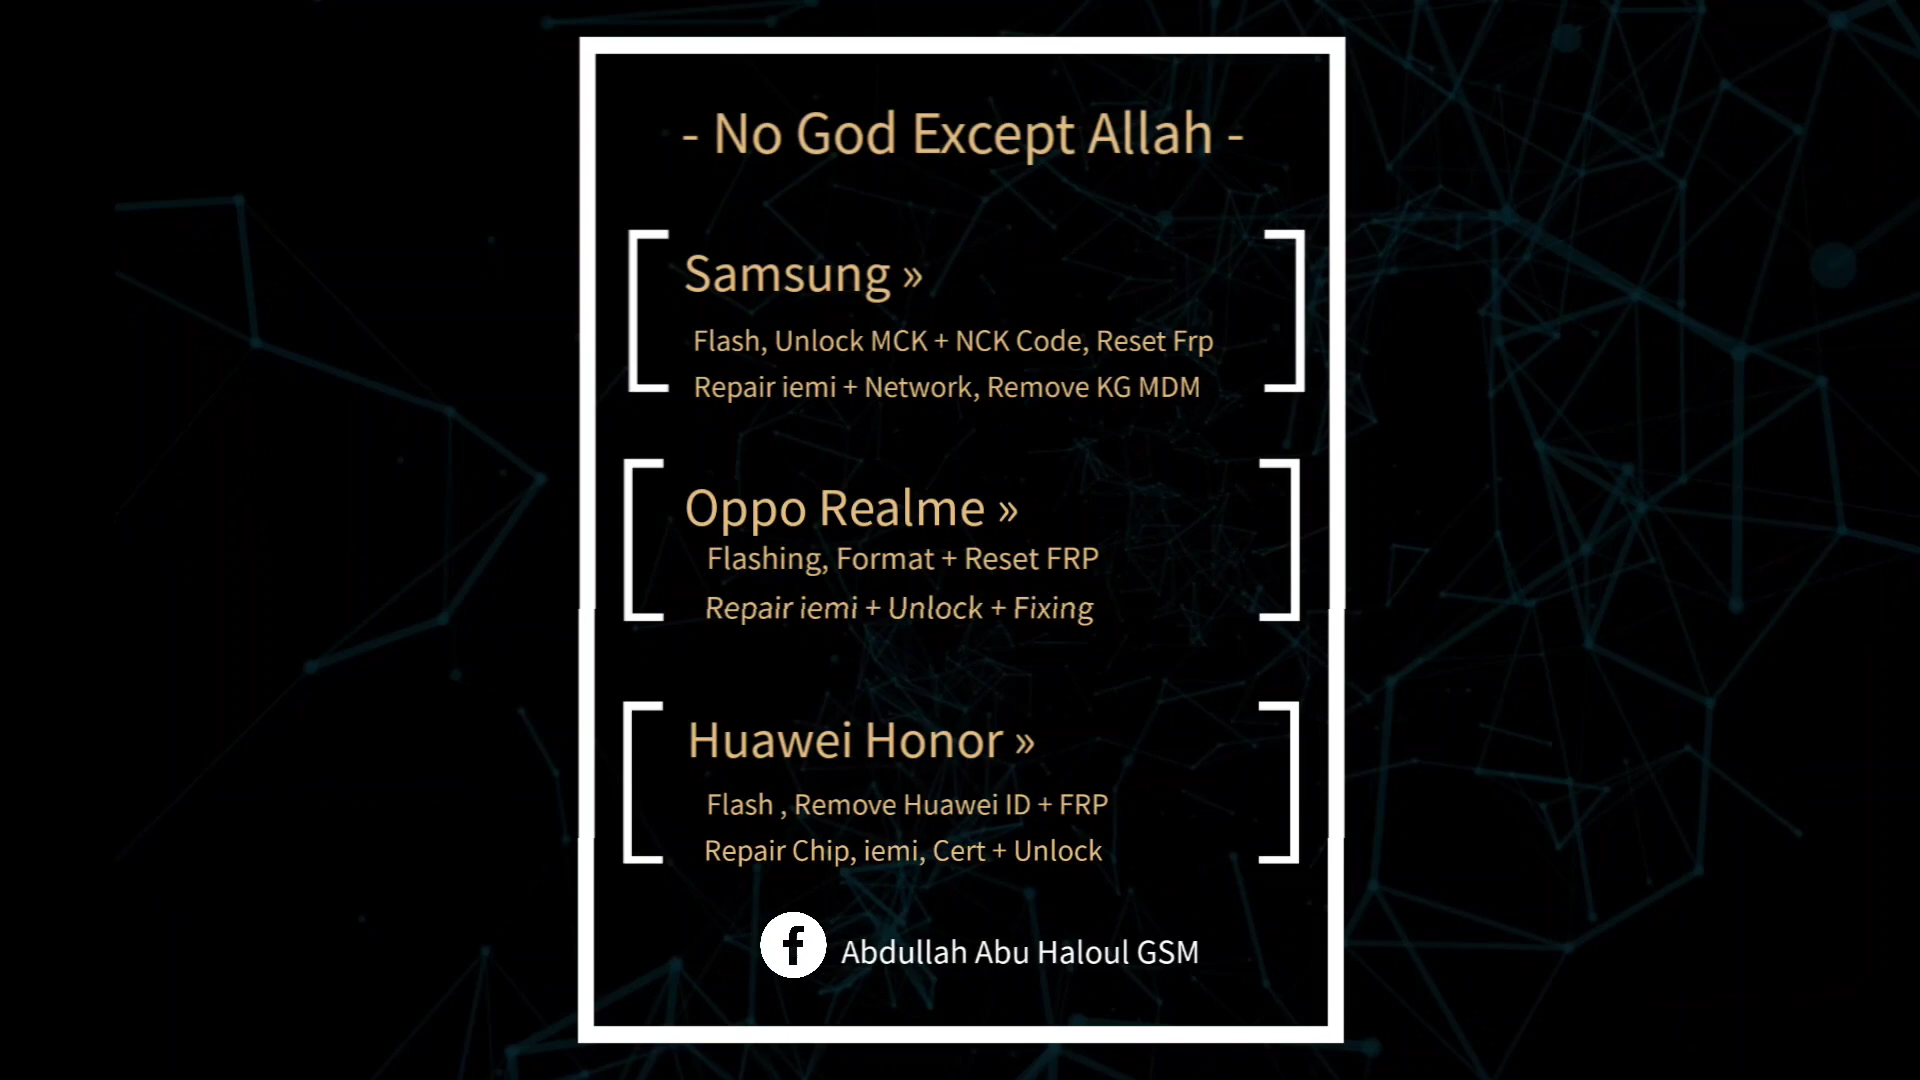 - No God Except Allah -
Samsung »
Flash, Unlock MCK + NCK Code, Reset Frp
Repair iemi + Network, Remove KG MDM
Oppo Realme »
Flashing, Format + Reset FRP
Repair iemi + Unlock + Fixing
Huawei Honor »
Flash , Remove Huawei ID + FRP
Repair Chip, iemi, Cert + Unlock
f Abdullah Abu Haloul GSM